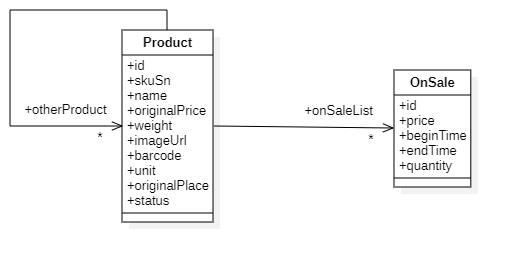 Product
+id
+skuSn
+name
+originalPrice
+weight
+imageUrl
+barcode
+unit
+originalPlace
+status
+otherProduct
*
+onSaleList
*
OnSale
+id
+price
+beginTime
+endTime
+quantity